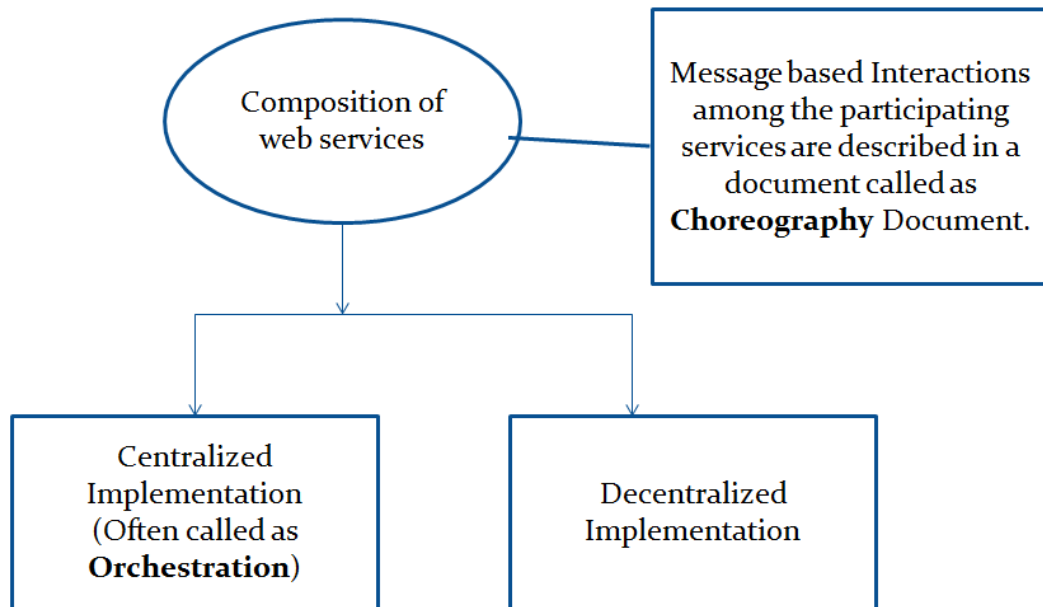 Composition of
web services
Message based Interactions
among the participating
services are described in a
document called as
Choreography Document.
Centralized
Implementation
(Often called as
Orchestration)
Decentralized
Implementation